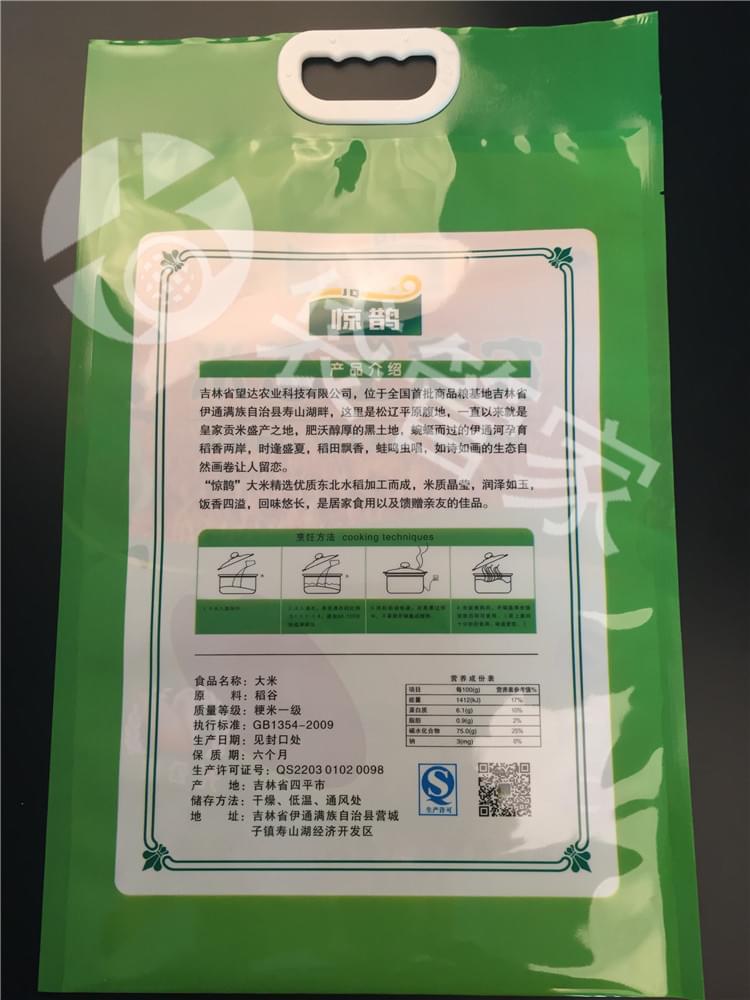 JQ
惊鹊
产品介绍
吉林省望达农业科技有限公司，位于全国首批商品粮基地吉林省
伊通满族自治县寿山湖畔，这里是松辽平原腹地，一直以来就是
皇家贡米盛产之地，肥沃醇厚的黑土地，蜿蜒而过的伊通河孕育
稻香两岸，时逢盛夏，稻田飘香，蛙鸣虫唱，如诗如画的生态自
然画卷让人留恋。
“惊鹊”大米精选优质东北水稻加工而成，米质晶莹，润泽如玉，
饭香四溢，回味悠长，是居家食用以及馈赠亲友的佳品。
烹饪方法 cooking techniques
食品名称：大米
原 料：稻谷
质量等级：粳米一级
执行标准：GB1354-2009
生产日期：见封口处
保 质 期：六个月
生产许可证号：QS2203 0102 0098
产 地：吉林省四平市
储存方法：干燥、低温、通风处
地 址：吉林省伊通满族自治县营城
子镇寿山湖经济开发区
营养成份表
项目 每100(g) 营养素参考值%
能量 1412(kJ) 17%
蛋白质 6.1(g) 10%
脂肪 0.9(g) 2%
碳水化合物 75.0(g) 25%
钠 3(mg) 0%
生产许可
袋管家